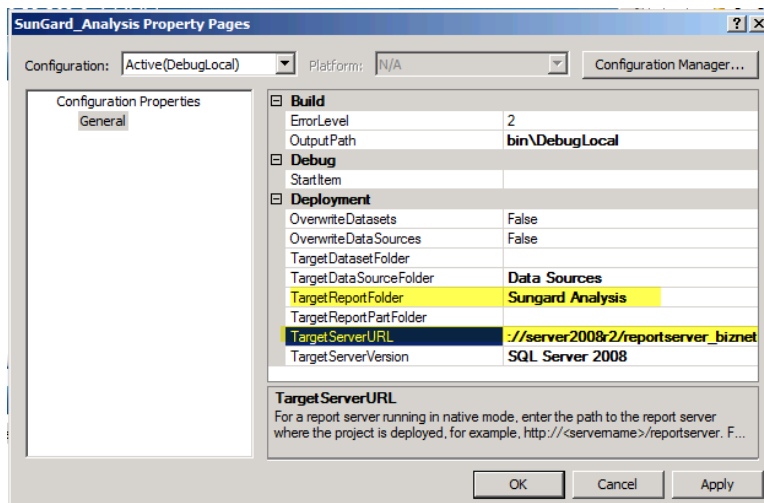 SunGard_Analysis Property Pages
Configuration: Active(DebugLocal) Platform: N/A Configuration Manager...
Configuration Properties
General
Build
ErrorLevel 2
OutputPath bin\DebugLocal
Debug
StartItem
Deployment
OverwriteDatasets False
OverwriteDataSources False
TargetDatasetFolder
TargetDataSourceFolder Data Sources
TargetReportFolder Sungard Analysis
TargetReportPartFolder
TargetServerURL ://server2008r2/reportserver_biznet
TargetServerVersion SQL Server 2008
TargetServerURL
For a report server running in native mode, enter the path to the report server
where the project is deployed, for example, http://<servername>/reportserver. F...
OK Cancel Apply